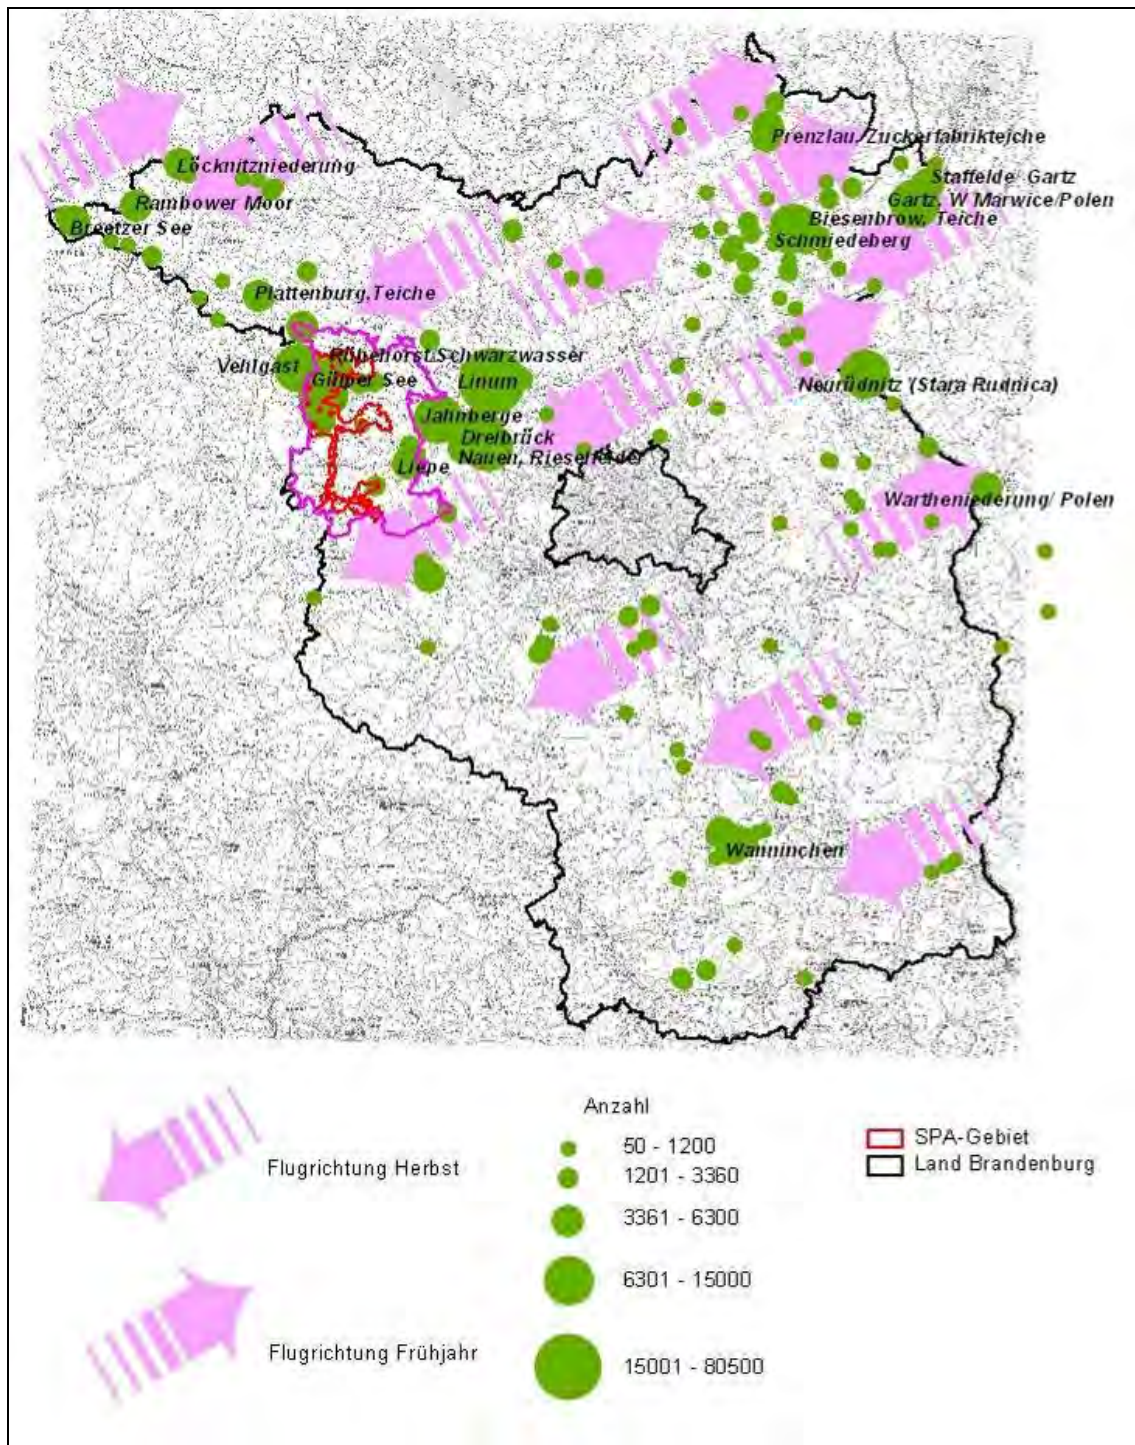 Prenzlau, Zuckerfabrikteiche
Löcknitzniederung
Staffelde Gartz
Rambower Moor
Gartz, W Marwice/Polen
Breetzer See
Biesenbrow, Teiche
Schmiedeberg
Plattenburg,Teiche
Rübehorst,Schwarzwasser
Vehlgast
Gülper See
Linum
Neurüdnitz (Stara Rudnica)
Jahnberge
Dreibrück
Nauen, Rieselfelder
Liepe
Wartheniederung/ Polen
Wanninchen
Anzahl
50 - 1200
1201 - 3360
3361 - 6300
6301 - 15000
15001 - 80500
Flugrichtung Herbst
Flugrichtung Frühjahr
SPA-Gebiet
Land Brandenburg